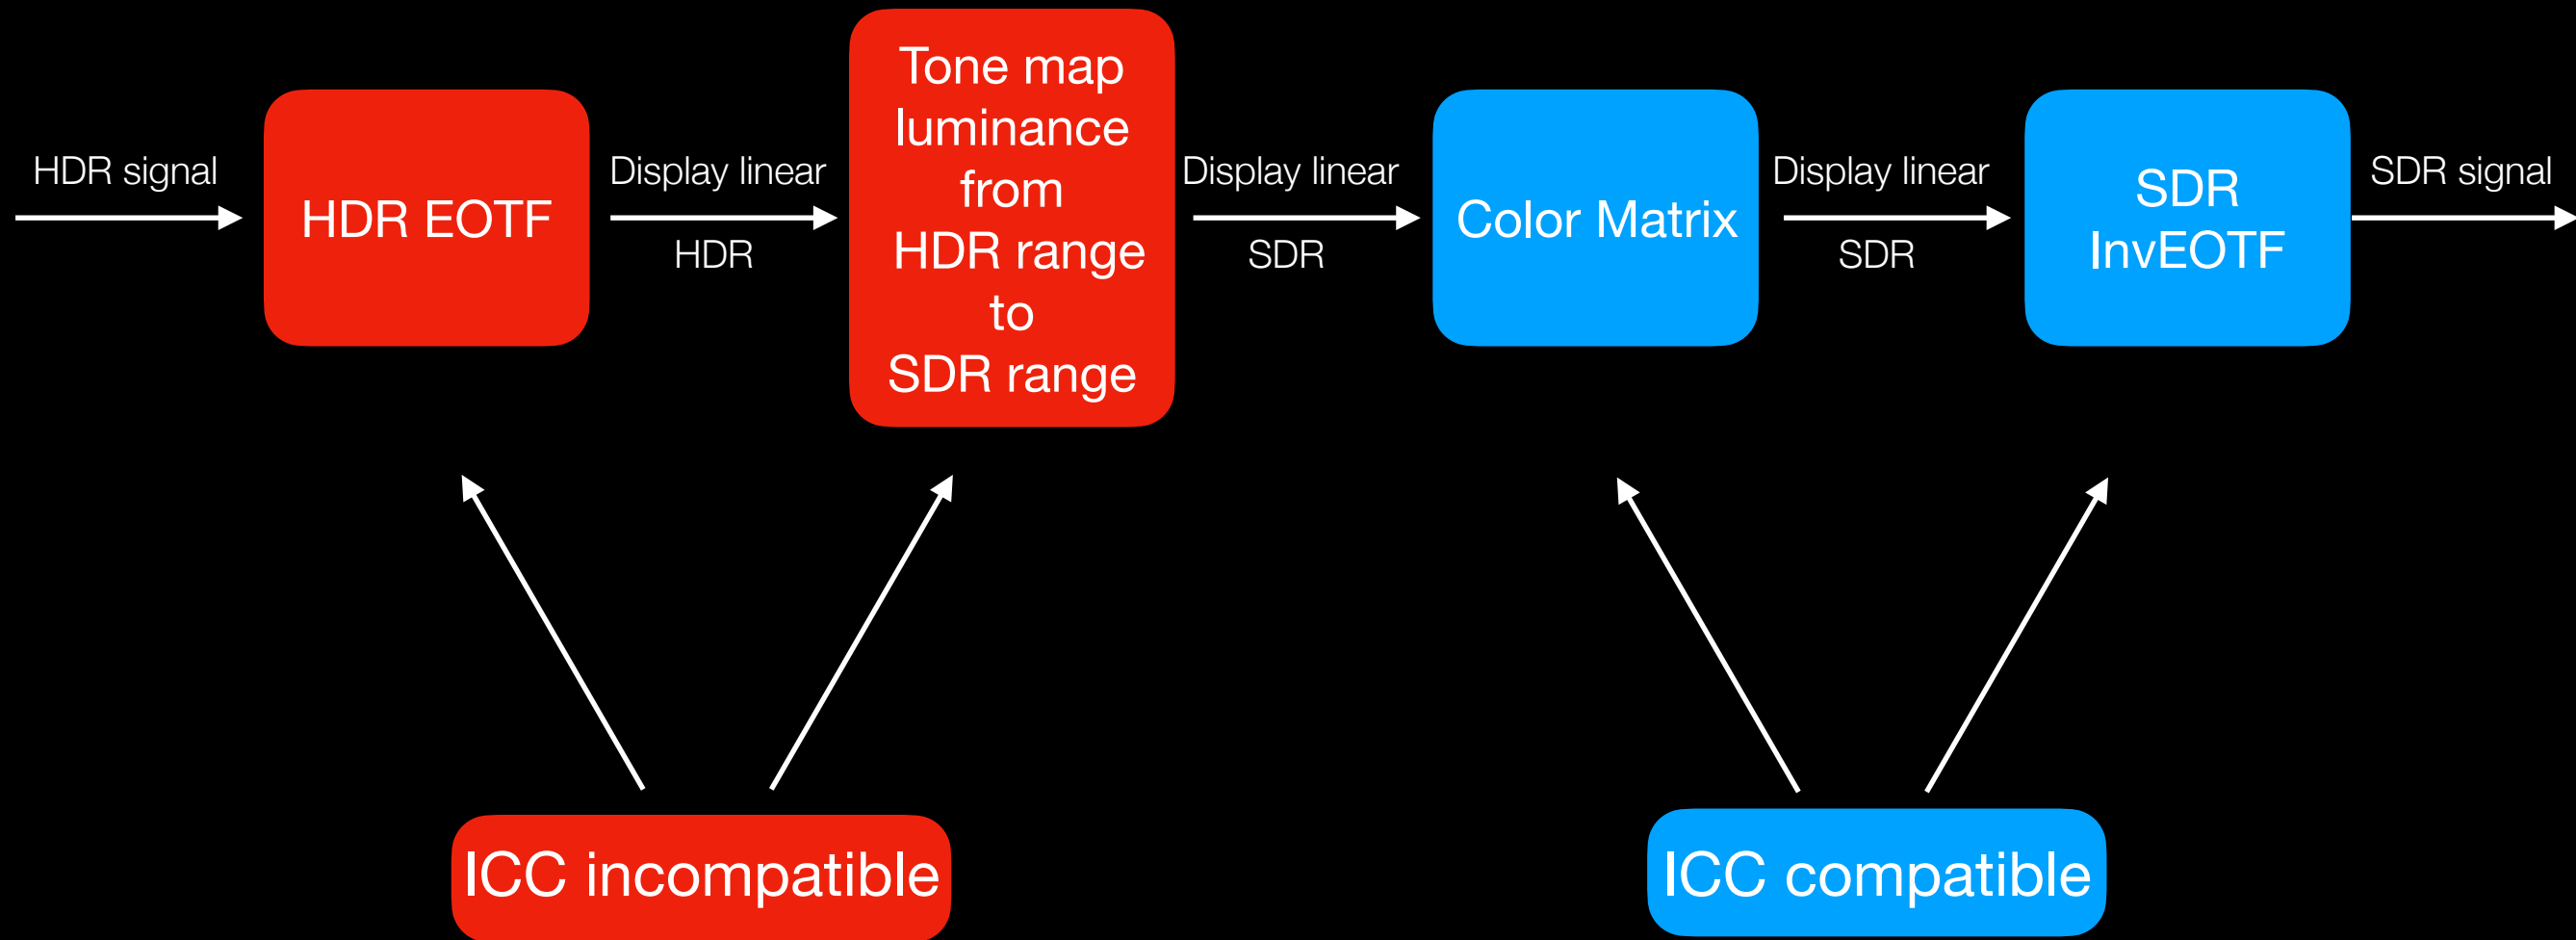 HDR signal
HDR EOTF
Display linear
HDR
Tone map
luminance
from
HDR range
to
SDR range
Display linear
SDR
Color Matrix
Display linear
SDR
SDR
InvEOTF
SDR signal
ICC incompatible
ICC compatible